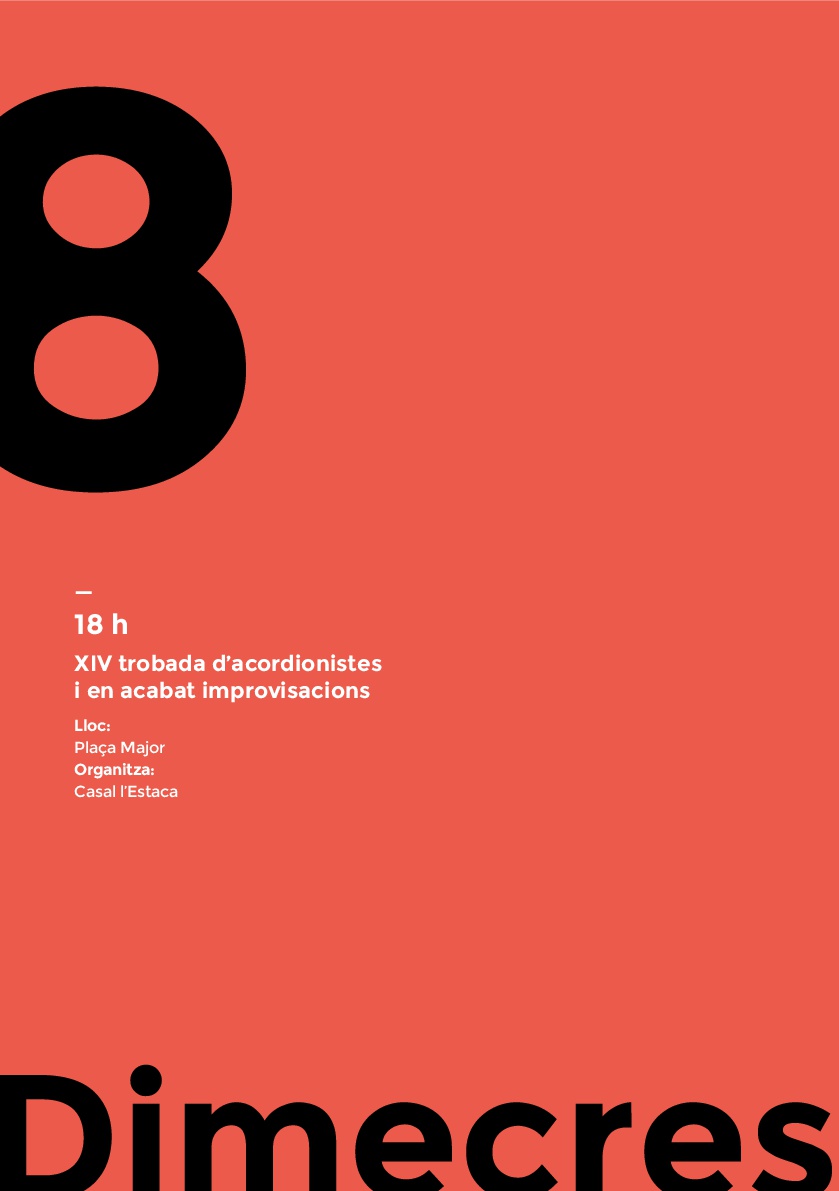 8
—
18 h
XIV trobada d’acordionistes
i en acabat improvisacions
Lloc:
Plaça Major
Organitza:
Casal l’Estaca
Dimecres